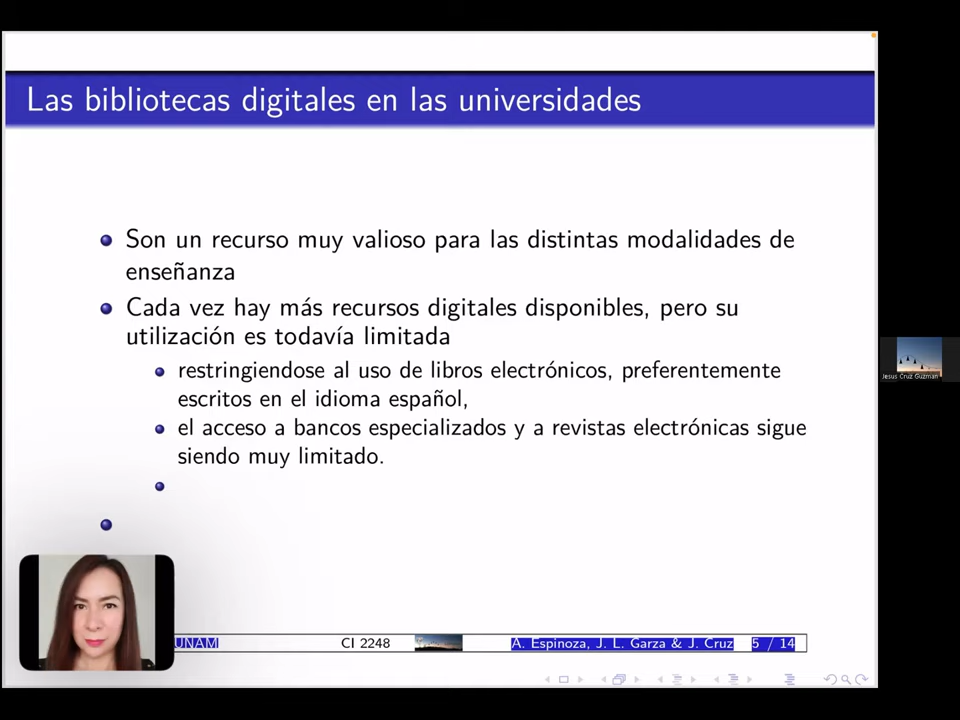 Las bibliotecas digitales en las universidades
Son un recurso muy valioso para las distintas modalidades de
enseñanza
Cada vez hay más recursos digitales disponibles, pero su
utilización es todavía limitada
restringiendose al uso de libros electrónicos, preferentemente
escritos en el idioma español,
el acceso a bancos especializados y a revistas electrónicas sigue
siendo muy limitado.
Jesus Cruz Guzman
UNAM CI 2248 A. Espinoza, J. L. Garza & J. Cruz 5 / 14